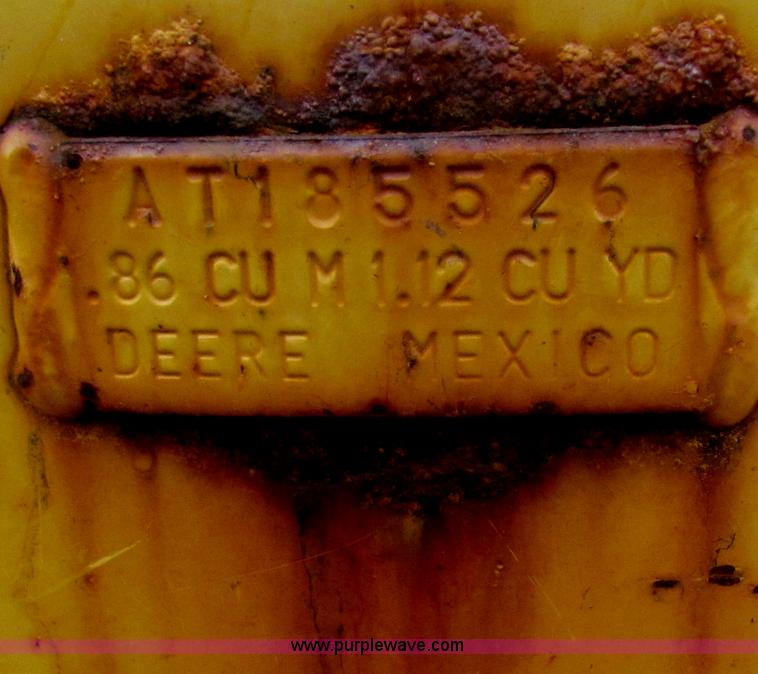 AT185526
.86 CU M 1.12 CU YD
DEERE MEXICO
www.purplewave.com